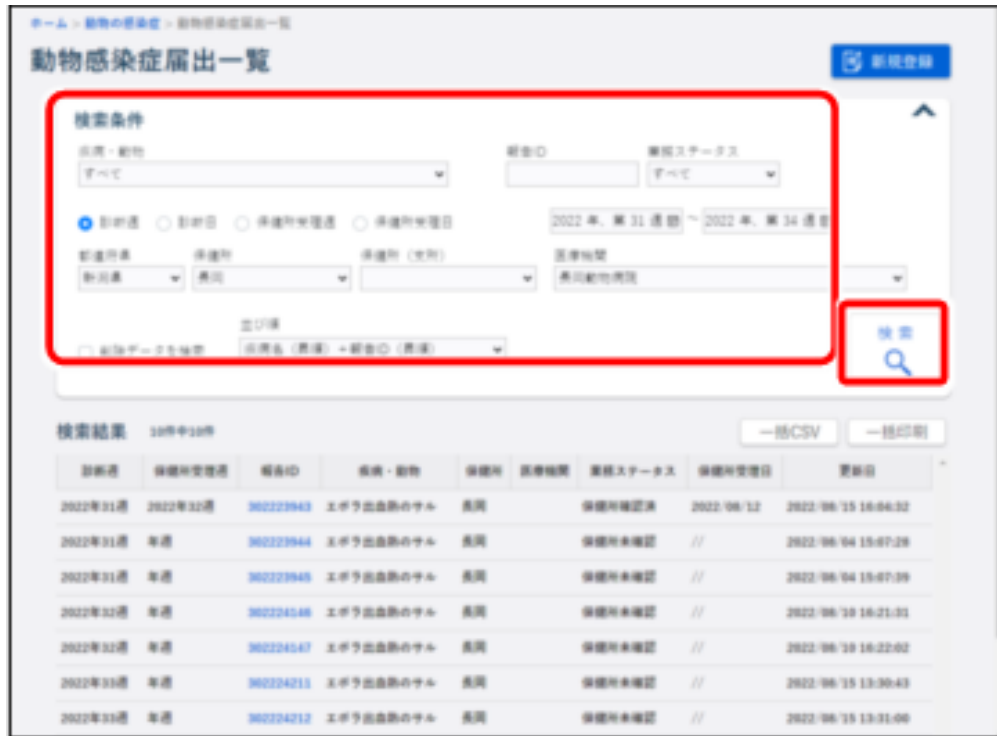 ホーム > 動物の感染症 > 動物感染症届出一覧
動物感染症届出一覧
新規登録
検索条件
疾病・動物 報告ID 業務ステータス
すべて すべて
診断週 診断日 保健所受理週 保健所受理日 2022 年、第 31 週 ~ 2022 年、第 34 週
都道府県 保健所 保健所（支所） 医療機関
新潟県 長岡 長岡動物病院
並び順
削除データを検索 疾病名（昇順）→報告ID（昇順）
検索
検索結果 10件中10件 一括CSV 一括印刷
診断週 保健所受理週 報告ID 疾病・動物 保健所 医療機関 業務ステータス 保健所受理日 更新日
2022年31週 2022年32週 302223943 エボラ出血熱のサル 長岡 保健所確認済 2022/08/12 2022/08/15 16:04:32
2022年31週 年週 302223944 エボラ出血熱のサル 長岡 保健所未確認 // 2022/08/04 15:07:28
2022年31週 年週 302223945 エボラ出血熱のサル 長岡 保健所未確認 // 2022/08/04 15:07:39
2022年32週 年週 302224146 エボラ出血熱のサル 長岡 保健所未確認 // 2022/08/10 16:21:31
2022年32週 年週 302224147 エボラ出血熱のサル 長岡 保健所未確認 // 2022/08/10 16:22:02
2022年33週 年週 302224211 エボラ出血熱のサル 長岡 保健所未確認 // 2022/08/15 13:30:43
2022年33週 年週 302224212 エボラ出血熱のサル 長岡 保健所未確認 // 2022/08/15 13:31:00